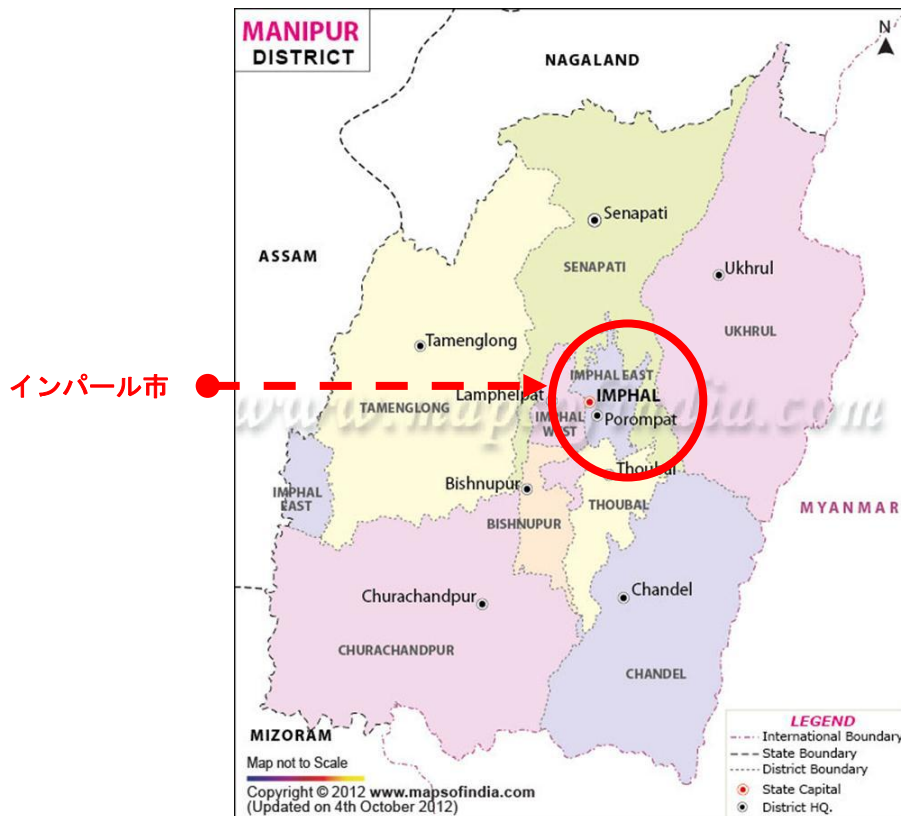 MANIPUR
DISTRICT
N
NAGALAND
Senapati
ASSAM
SENAPATI
Ukhrul
UKHRUL
Tamenglong
インパール市
IMPHAL EAST
Lamphelpat
IMPHAL
TAMENGLONG
www.mapsofindia.com
IMPHAL
WEST
Porompat
Thoubal
Bishnupur
IMPHAL
EAST
THOUBAL
MYANMAR
BISHNUPUR
Churachandpur
Chandel
CHURACHANDPUR
CHANDEL
MIZORAM
Map not to Scale
Copyright © 2012 www.mapsofindia.com
(Updated on 4th October 2012)
LEGEND
International Boundary
State Boundary
District Boundary
State Capital
District HQ.